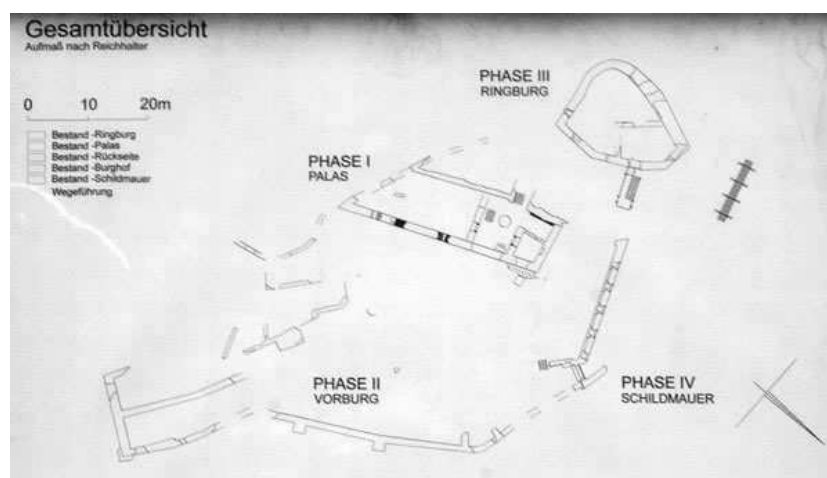 Gesamtübersicht
Aufmaß nach Reichhalter
0 10 20m
Bestand -Ringburg
Bestand -Palas
Bestand -Rückseite
Bestand -Burghof
Bestand -Schildmauer
Wegeführung
PHASE I
PALAS
PHASE III
RINGBURG
PHASE II
VORBURG
PHASE IV
SCHILDMAUER